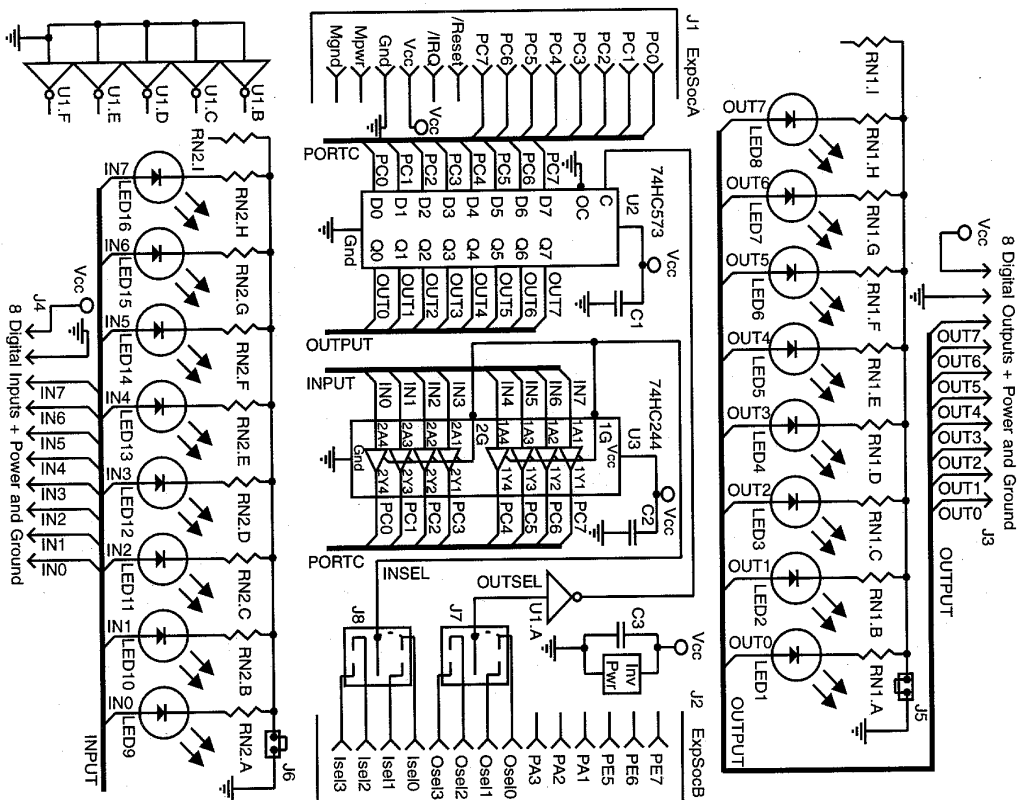 8 Digital Outputs + Power and Ground
J3
Vcc
OUT7
OUT6
OUT5
OUT4
OUT3
OUT2
OUT1
OUT0
OUTPUT
J5
RN1.I
RN1.H
RN1.G
RN1.F
RN1.E
RN1.D
RN1.C
RN1.B
RN1.A
OUT7
OUT6
OUT5
OUT4
OUT3
OUT2
OUT1
OUT0
LED8
LED7
LED6
LED5
LED4
LED3
LED2
LED1
OUTPUT
J1 ExpSocA
PC0
PC1
PC2
PC3
PC4
PC5
PC6
PC7
/Reset
/IRQ
Vcc
Gnd
Mpwr
Mgnd
Vcc
PORTC
74HC573
U2
Vcc
C1
C
OC
PC7
PC6
PC5
PC4
PC3
PC2
PC1
PC0
D7
D6
D5
D4
D3
D2
D1
D0
Q7
Q6
Q5
Q4
Q3
Q2
Q1
Q0
OUT7
OUT6
OUT5
OUT4
OUT3
OUT2
OUT1
OUT0
Gnd
OUTPUT
74HC244
U3
Vcc
C2
Vcc
1G
2G
INPUT
IN7
IN6
IN5
IN4
IN3
IN2
IN1
IN0
1A1
1A2
1A3
1A4
2A1
2A2
2A3
2A4
1Y1
1Y2
1Y3
1Y4
2Y1
2Y2
2Y3
2Y4
PC7
PC6
PC5
PC4
PC3
PC2
PC1
PC0
Gnd
PORTC
INSEL
OUTSEL
U1.A
C3
Vcc
Inv
Pwr
J7
J8
J2 ExpSocB
PE7
PE6
PE5
PA1
PA2
PA3
Osel0
Osel1
Osel2
Osel3
Isel0
Isel1
Isel2
Isel3
U1.B
U1.C
U1.D
U1.E
U1.F
J6
RN2.I
RN2.H
RN2.G
RN2.F
RN2.E
RN2.D
RN2.C
RN2.B
RN2.A
IN7
IN6
IN5
IN4
IN3
IN2
IN1
IN0
LED16
LED15
LED14
LED13
LED12
LED11
LED10
LED9
INPUT
Vcc
J4
IN7
IN6
IN5
IN4
IN3
IN2
IN1
IN0
8 Digital Inputs + Power and Ground